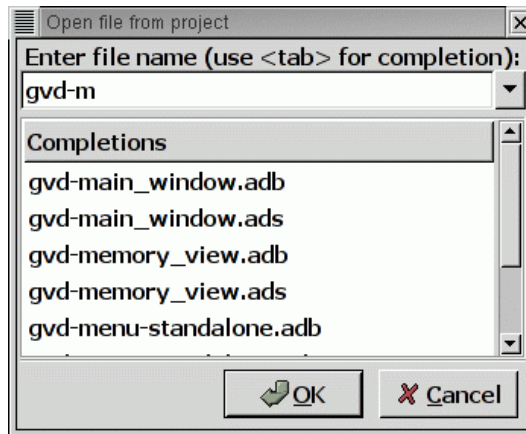 Open file from project
Enter file name (use <tab> for completion):
gvd-m
Completions
gvd-main_window.adb
gvd-main_window.ads
gvd-memory_view.adb
gvd-memory_view.ads
gvd-menu-standalone.adb
OK
Cancel